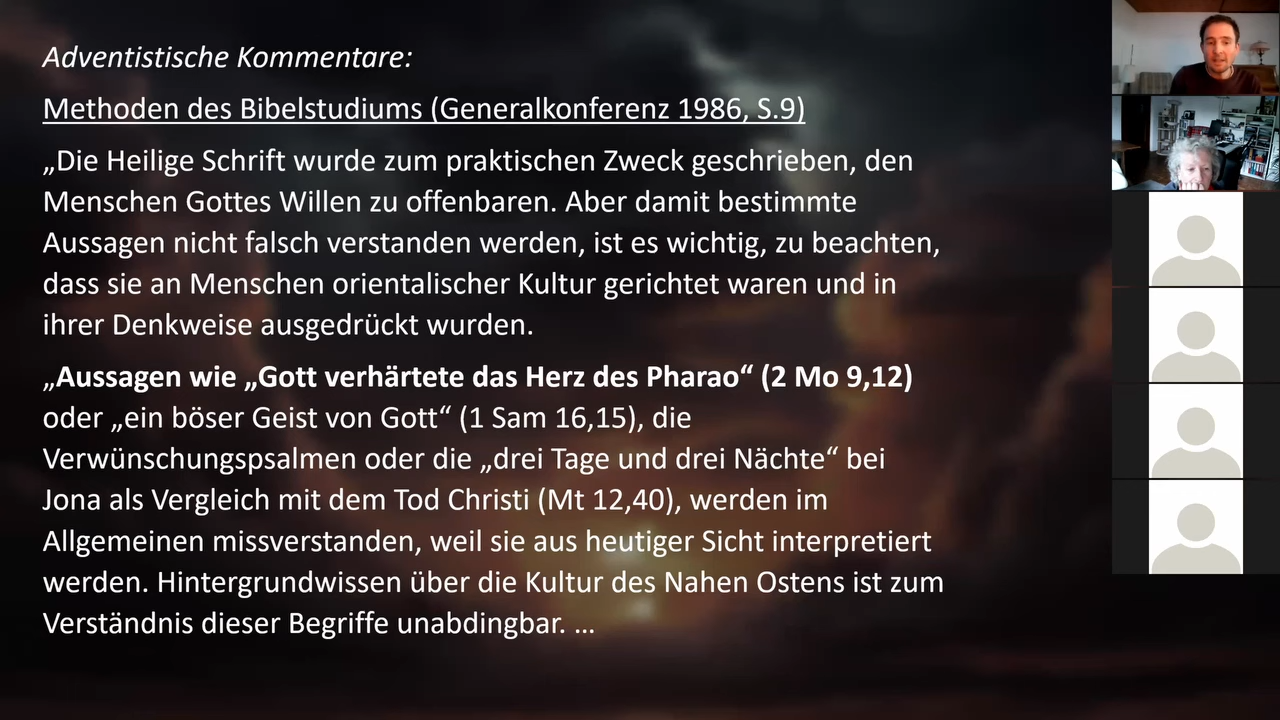 Adventistische Kommentare:
Methoden des Bibelstudiums (Generalkonferenz 1986, S.9)
„Die Heilige Schrift wurde zum praktischen Zweck geschrieben, den
Menschen Gottes Willen zu offenbaren. Aber damit bestimmte
Aussagen nicht falsch verstanden werden, ist es wichtig, zu beachten,
dass sie an Menschen orientalischer Kultur gerichtet waren und in
ihrer Denkweise ausgedrückt wurden.
„Aussagen wie „Gott verhärtete das Herz des Pharao“ (2 Mo 9,12)
oder „ein böser Geist von Gott“ (1 Sam 16,15), die
Verwünschungspsalmen oder die „drei Tage und drei Nächte“ bei
Jona als Vergleich mit dem Tod Christi (Mt 12,40), werden im
Allgemeinen missverstanden, weil sie aus heutiger Sicht interpretiert
werden. Hintergrundwissen über die Kultur des Nahen Ostens ist zum
Verständnis dieser Begriffe unabdingbar. ...